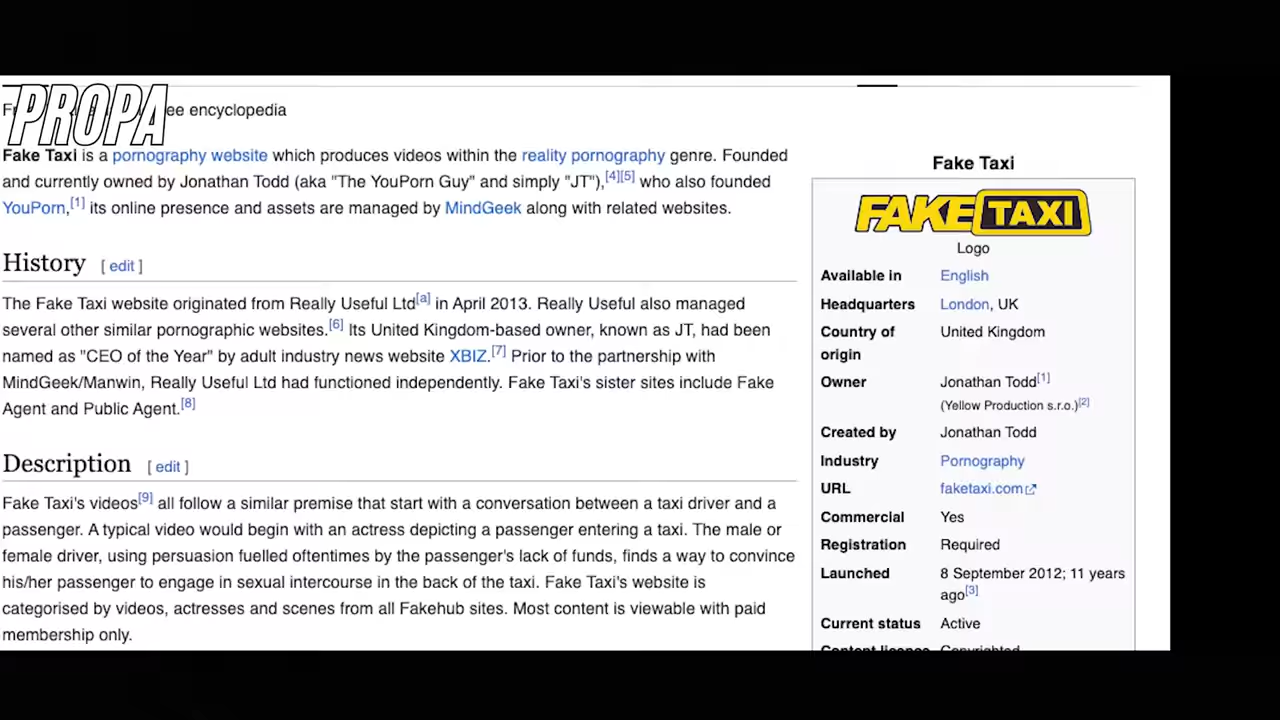 PROPA
ee encyclopedia
Fake Taxi is a pornography website which produces videos within the reality pornography genre. Founded
and currently owned by Jonathan Todd (aka "The YouPorn Guy" and simply "JT"),[4][5] who also founded
YouPorn,[1] its online presence and assets are managed by MindGeek along with related websites.
History [ edit ]
The Fake Taxi website originated from Really Useful Ltd[a] in April 2013. Really Useful also managed
several other similar pornographic websites.[6] Its United Kingdom-based owner, known as JT, had been
named as "CEO of the Year" by adult industry news website XBIZ.[7] Prior to the partnership with
MindGeek/Manwin, Really Useful Ltd had functioned independently. Fake Taxi's sister sites include Fake
Agent and Public Agent.[8]
Description [ edit ]
Fake Taxi's videos[9] all follow a similar premise that start with a conversation between a taxi driver and a
passenger. A typical video would begin with an actress depicting a passenger entering a taxi. The male or
female driver, using persuasion fuelled oftentimes by the passenger's lack of funds, finds a way to convince
his/her passenger to engage in sexual intercourse in the back of the taxi. Fake Taxi's website is
categorised by videos, actresses and scenes from all Fakehub sites. Most content is viewable with paid
membership only.
Fake Taxi
FAKE TAXI
Logo
Available in English
Headquarters London, UK
Country of United Kingdom
origin
Owner Jonathan Todd[1]
(Yellow Production s.r.o.)[2]
Created by Jonathan Todd
Industry Pornography
URL faketaxi.com
Commercial Yes
Registration Required
Launched 8 September 2012; 11 years
ago[3]
Current status Active
Content licence Copyrighted